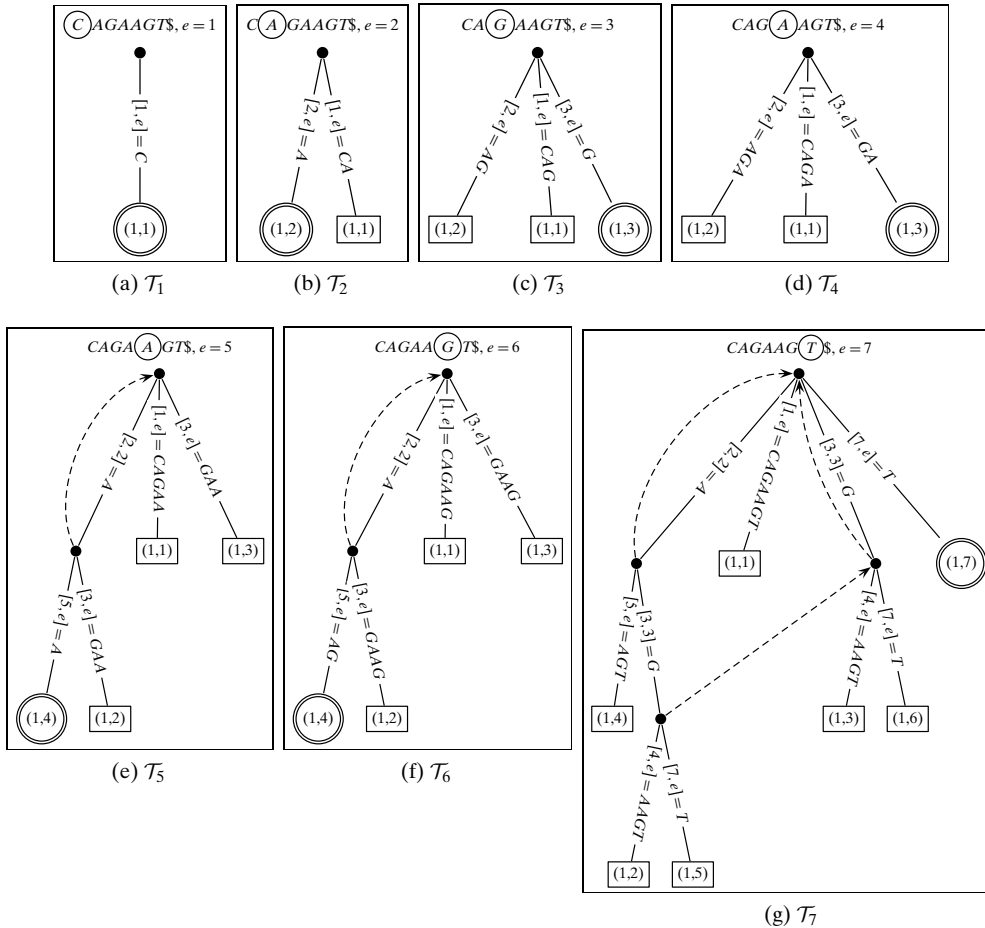 CAGAAGT$, e = 1
[1, e] = C
(1,1)
(a) 𝒯1
CAGAAGT$, e = 2
[2, e] = A
[1, e] = CA
(1,2)
(1,1)
(b) 𝒯2
CAGAAGT$, e = 3
[2, e] = AG
[1, e] = CAG
[3, e] = G
(1,2)
(1,1)
(1,3)
(c) 𝒯3
CAGAAGT$, e = 4
[2, e] = AGA
[1, e] = CAGA
[3, e] = GA
(1,2)
(1,1)
(1,3)
(d) 𝒯4
CAGAAGT$, e = 5
[2,2] = A
[1, e] = CAGAA
[3, e] = GAA
(1,1)
(1,3)
[5, e] = A
[3, e] = GAA
(1,4)
(1,2)
(e) 𝒯5
CAGAAGT$, e = 6
[2,2] = A
[1, e] = CAGAAG
[3, e] = GAAG
(1,1)
(1,3)
[5, e] = AG
[3, e] = GAAG
(1,4)
(1,2)
(f) 𝒯6
CAGAAGT$, e = 7
[2,2] = A
[1, e] = CAGAAGT
[3,3] = G
[7, e] = T
(1,1)
(1,7)
[5, e] = AGT
[3,3] = G
[4, e] = AAGT
[7, e] = T
(1,4)
(1,3)
(1,6)
[4, e] = AAGT
[7, e] = T
(1,2)
(1,5)
(g) 𝒯7